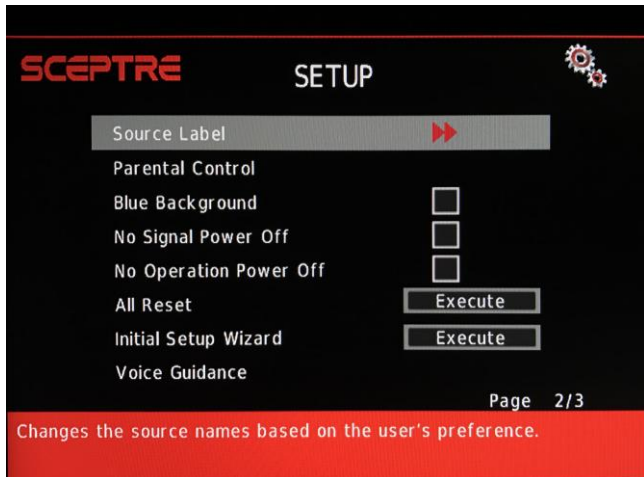 SCEPTRE
SETUP
Source Label
Parental Control
Blue Background
No Signal Power Off
No Operation Power Off
All Reset Execute
Initial Setup Wizard Execute
Voice Guidance
Page 2/3
Changes the source names based on the user's preference.